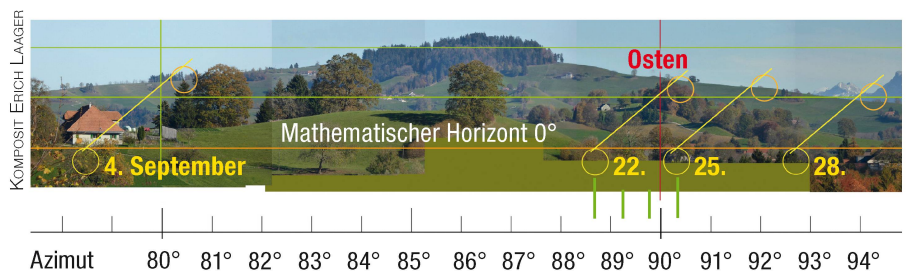 KOMPOSIT ERICH LAAGER
Osten
Mathematischer Horizont 0°
4. September 22. 25. 28.
Azimut 80° 81° 82° 83° 84° 85° 86° 87° 88° 89° 90° 91° 92° 93° 94°